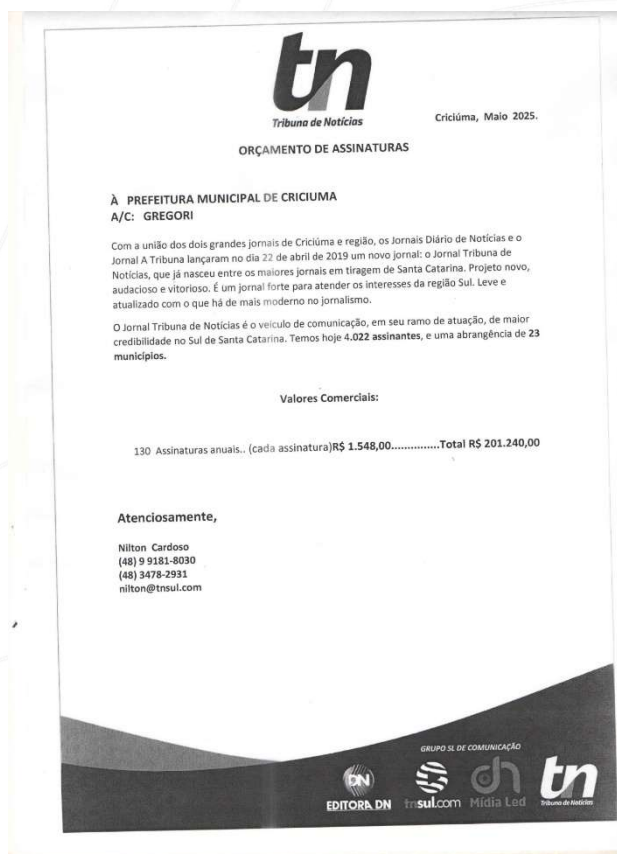 tn
Tribuna de Notícias
Criciúma, Maio 2025.
ORÇAMENTO DE ASSINATURAS
À PREFEITURA MUNICIPAL DE CRICIUMA
A/C: GREGORI
Com a união dos dois grandes jornais de Criciúma e região, os Jornais Diário de Notícias e o
Jornal A Tribuna lançaram no dia 22 de abril de 2019 um novo jornal: o Jornal Tribuna de
Notícias, que já nasceu entre os maiores jornais em tiragem de Santa Catarina. Projeto novo,
audacioso e vitorioso. É um jornal forte para atender os interesses da região Sul. Leve e
atualizado com o que há de mais moderno no jornalismo.
O Jornal Tribuna de Notícias é o veículo de comunicação, em seu ramo de atuação, de maior
credibilidade no Sul de Santa Catarina. Temos hoje 4.022 assinantes, e uma abrangência de 23
municípios.
Valores Comerciais:
130 Assinaturas anuais.. (cada assinatura)R$ 1.548,00...............Total R$ 201.240,00
Atenciosamente,
Nilton Cardoso
(48) 9 9181-8030
(48) 3478-2931
nilton@tnsul.com
GRUPO SL DE COMUNICAÇÃO
DN
EDITORA DN
tnsul.com
dh
Mídia Led
tn
Tribuna de Notícias